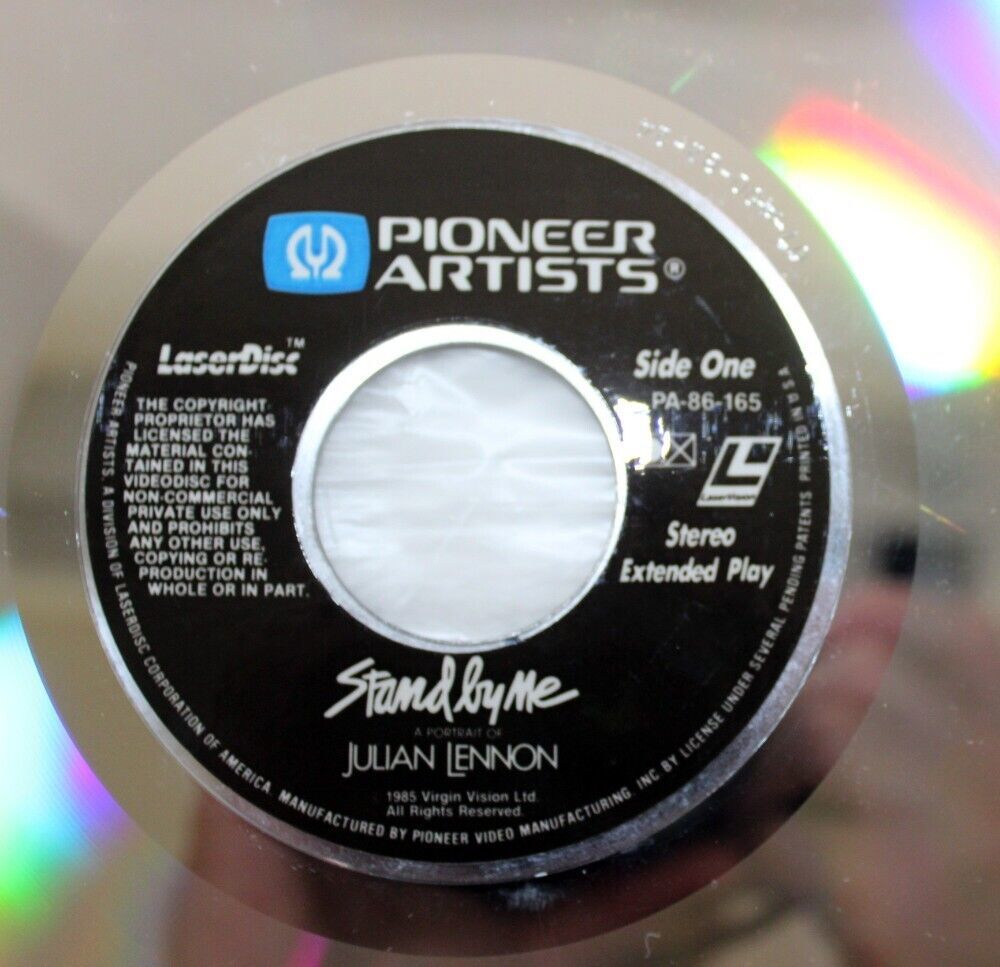 PIONEER
ARTISTS®
LaserDisc™
Side One
PA-86-165
THE COPYRIGHT
PROPRIETOR HAS
LICENSED THE
MATERIAL CON-
TAINED IN THIS
VIDEODISC FOR
NON-COMMERCIAL
PRIVATE USE ONLY
AND PROHIBITS
ANY OTHER USE,
COPYING OR RE-
PRODUCTION IN
WHOLE OR IN PART.
LaserVision
Stereo
Extended Play
Stand by Me
A PORTRAIT OF
JULIAN LENNON
1985 Virgin Vision Ltd.
All Rights Reserved.
PIONEER ARTISTS, A DIVISION OF LASERDISC CORPORATION OF AMERICA. MANUFACTURED BY PIONEER VIDEO MANUFACTURING, INC BY LICENSE UNDER SEVERAL PENDING PATENTS PRINTED IN U.S.A.